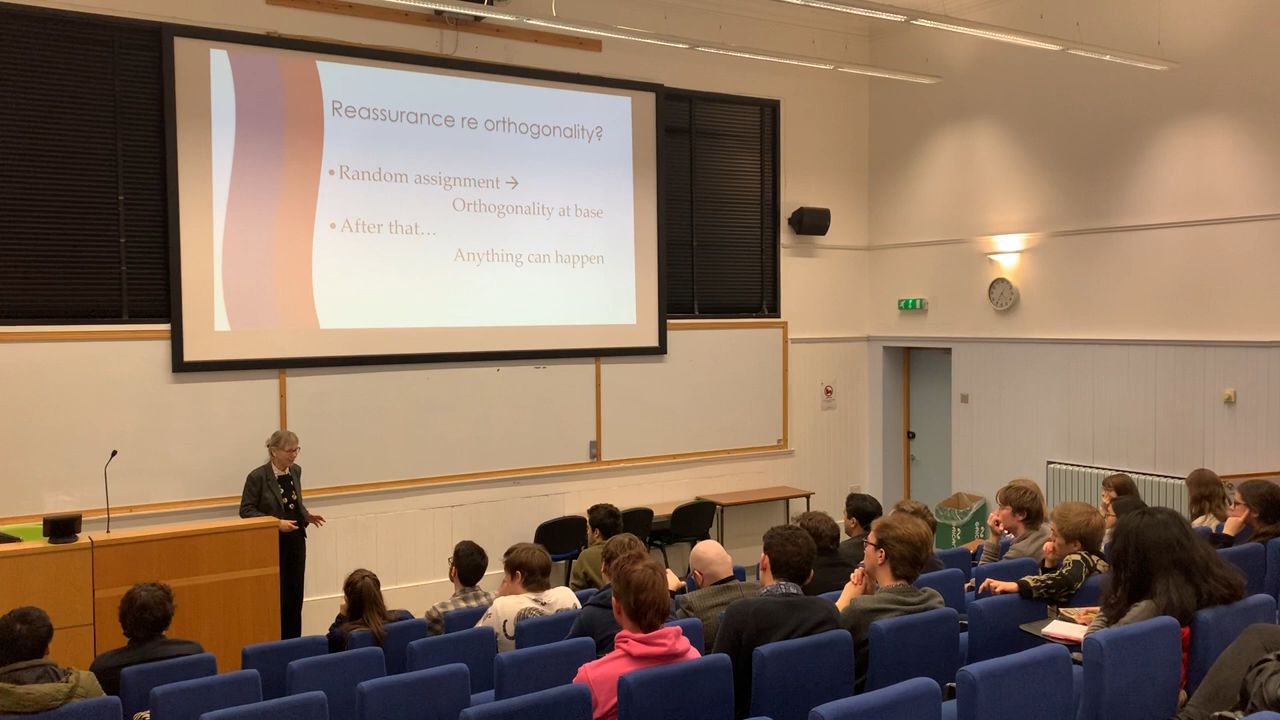 Reassurance re orthogonality?
• Random assignment →
Orthogonality at base
• After that...
Anything can happen